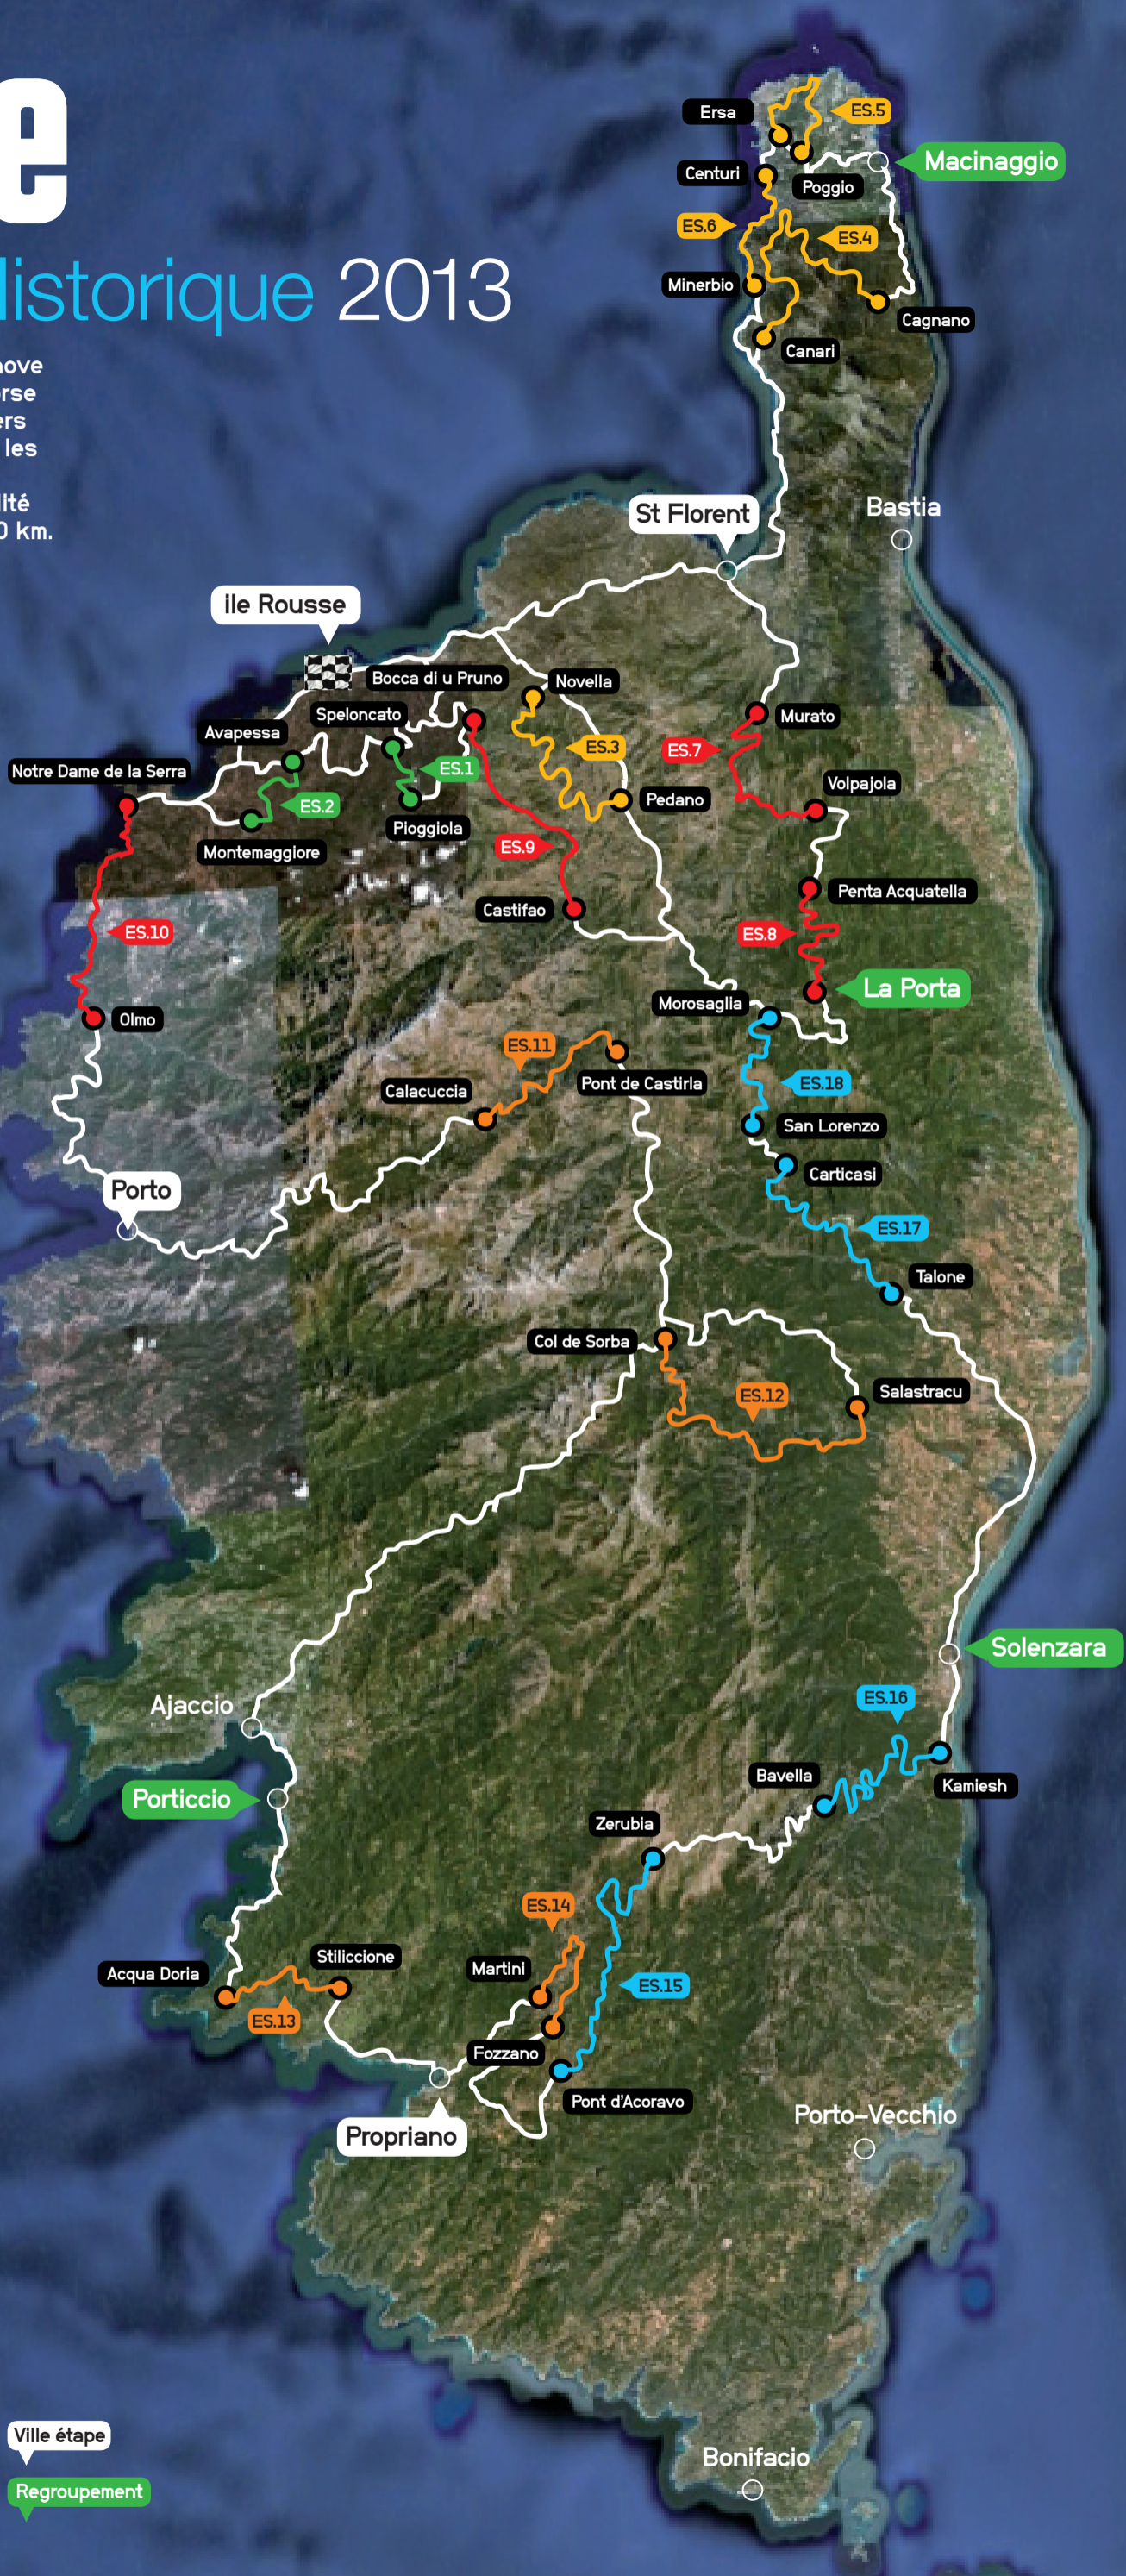 e
listorique 2013
nove
orse
ers
les
lité
0 km.
Ersa
ES.5
Macinaggio
Centuri
Poggio
ES.6
ES.4
Minerbio
Cagnano
Canari
St Florent
Bastia
ile Rousse
Bocca di u Pruno
Novella
Speloncato
Murato
Avapessa
ES.3
ES.7
Notre Dame de la Serra
ES.1
Volpajola
ES.2
Pedano
Pioggiola
Montemaggiore
ES.9
Penta Acquatella
Castifao
ES.10
ES.8
La Porta
Morosaglia
Olmo
ES.11
Pont de Castirla
ES.18
Calacuccia
San Lorenzo
Carticasi
Porto
ES.17
Talone
Col de Sorba
Salastracu
ES.12
Solenzara
Ajaccio
ES.16
Bavella
Kamiesh
Porticcio
Zerubia
ES.14
Stiliccione
Martini
Acqua Doria
ES.15
ES.13
Fozzano
Pont d'Acoravo
Porto-Vecchio
Propriano
Ville étape
Bonifacio
Regroupement